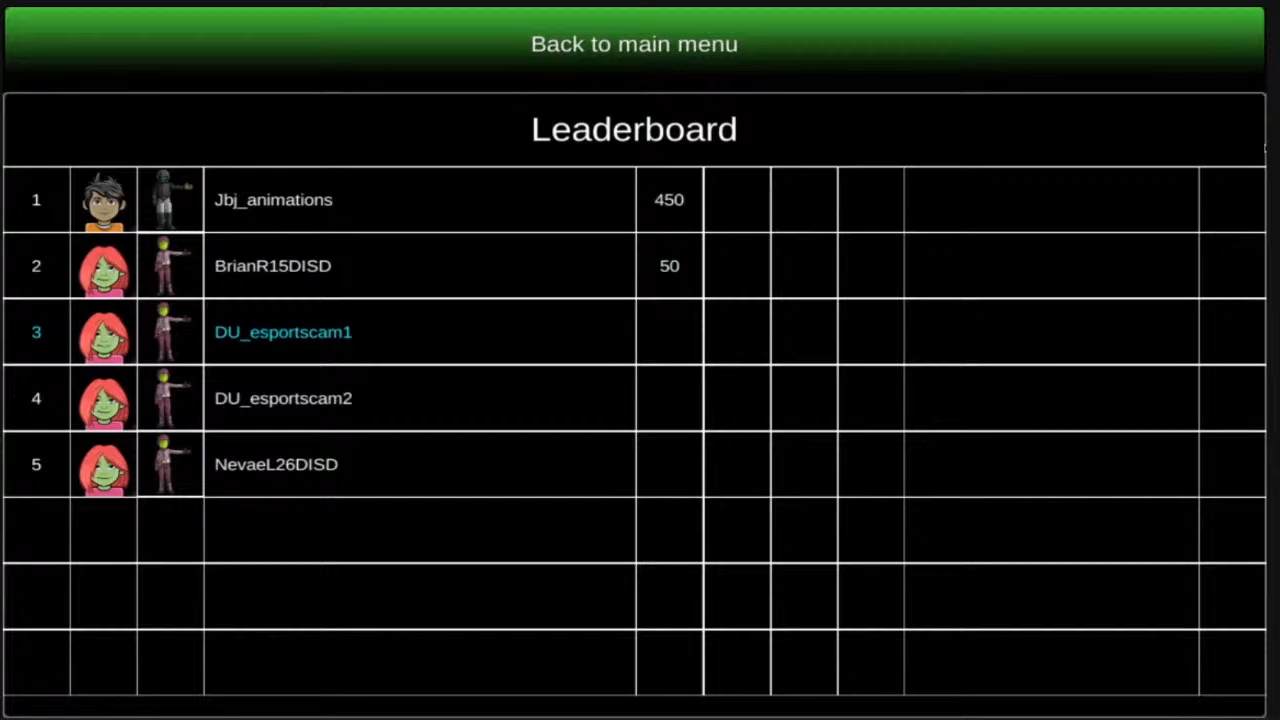 Back to main menu
Leaderboard
1 Jbj_animations 450
2 BrianR15DISD 50
3 DU_esportscam1
4 DU_esportscam2
5 NevaeL26DISD